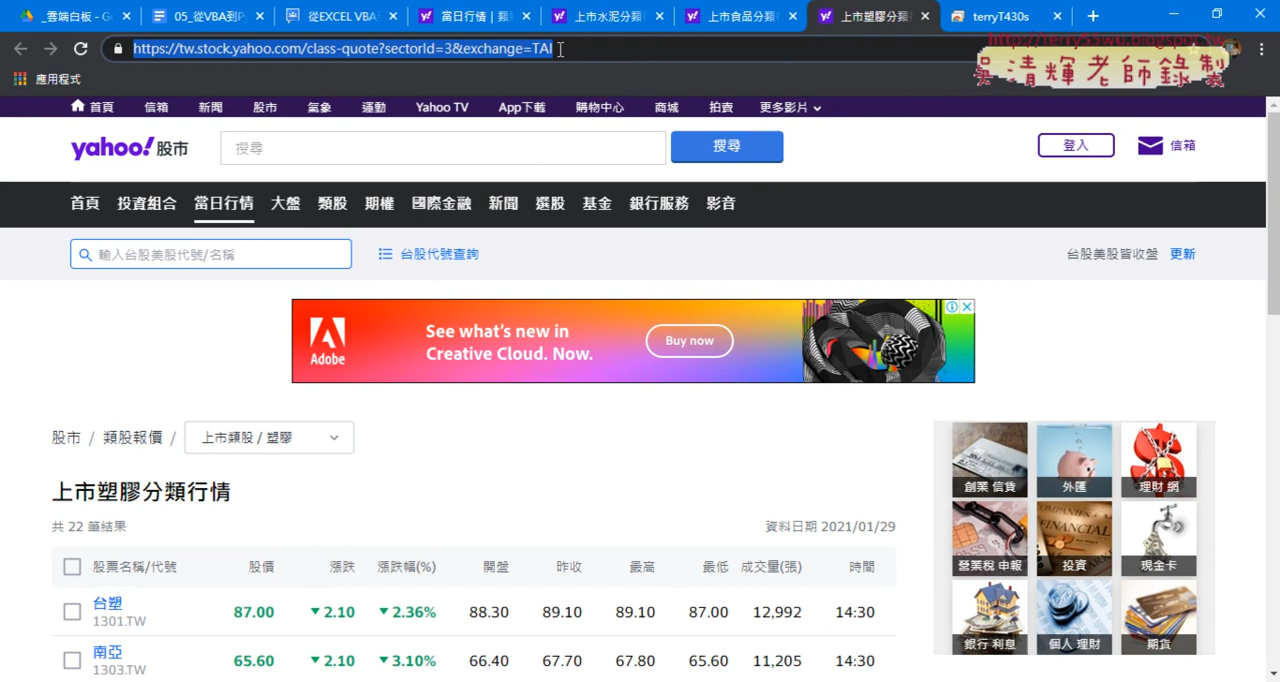 _雲端白板 - G
05_從VBA到P
從EXCEL VBA
當日行情 | 類
上市水泥分類
上市食品分類
上市塑膠分類
terryT430s
https://tw.stock.yahoo.com/class-quote?sectorId=3&exchange=TAI
http://terry55wu.blogspot.tw
吳清輝老師錄製
應用程式
首頁 信箱 新聞 股市 氣象 運動 Yahoo TV App下載 購物中心 商城 拍賣 更多影片
yahoo!股市
搜尋
搜尋
登入
信箱
首頁 投資組合 當日行情 大盤 類股 期權 國際金融 新聞 選股 基金 銀行服務 影音
輸入台股美股代號/名稱
台股代號查詢
台股美股皆收盤 更新
Adobe
See what's new in
Creative Cloud. Now.
Buy now
股市 / 類股報價 / 上市類股 / 塑膠
上市塑膠分類行情
共 22 筆結果
資料日期 2021/01/29
股票名稱/代號 股價 漲跌 漲跌幅(%) 開盤 昨收 最高 最低 成交量(張) 時間
台塑 87.00 ▼2.10 ▼2.36% 88.30 89.10 89.10 87.00 12,992 14:30
1301.TW
南亞 65.60 ▼2.10 ▼3.10% 66.40 67.70 67.80 65.60 11,205 14:30
1303.TW
創業 信貸 外匯 理財 網
營業稅 申報 投資 現金卡
銀行 利息 個人 理財 期貨